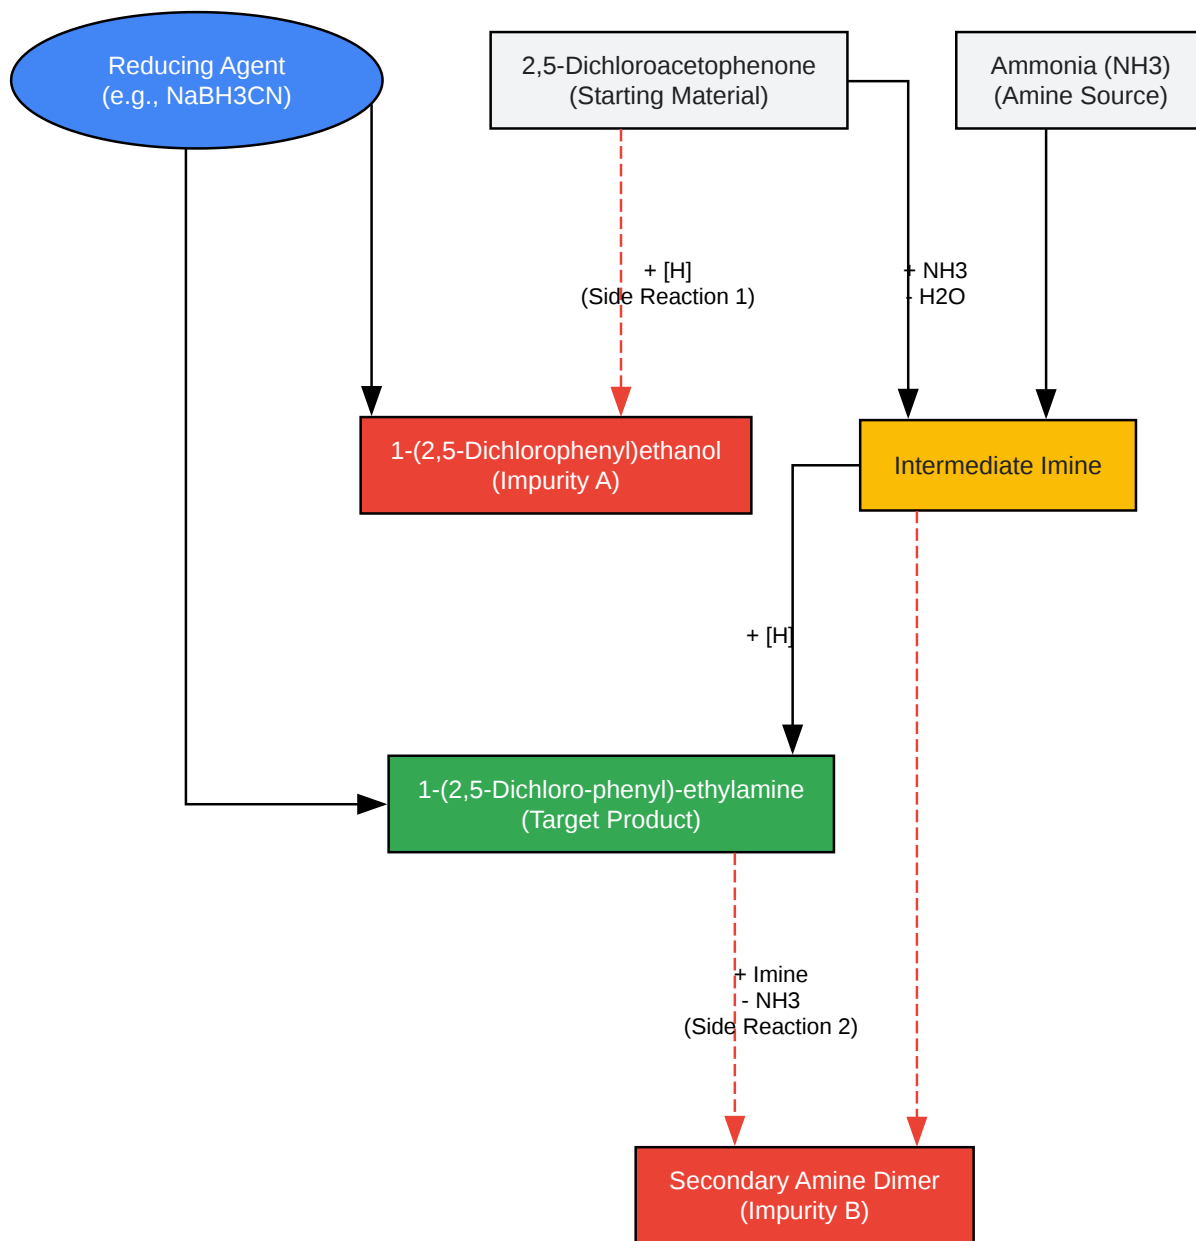 Reducing Agent
(e.g., NaBH3CN)
2,5-Dichloroacetophenone
(Starting Material)
Ammonia (NH3)
(Amine Source)
+ [H]
(Side Reaction 1)
+ NH3
- H2O
1-(2,5-Dichlorophenyl)ethanol
(Impurity A)
Intermediate Imine
+ [H]
1-(2,5-Dichloro-phenyl)-ethylamine
(Target Product)
+ Imine
- NH3
(Side Reaction 2)
Secondary Amine Dimer
(Impurity B)